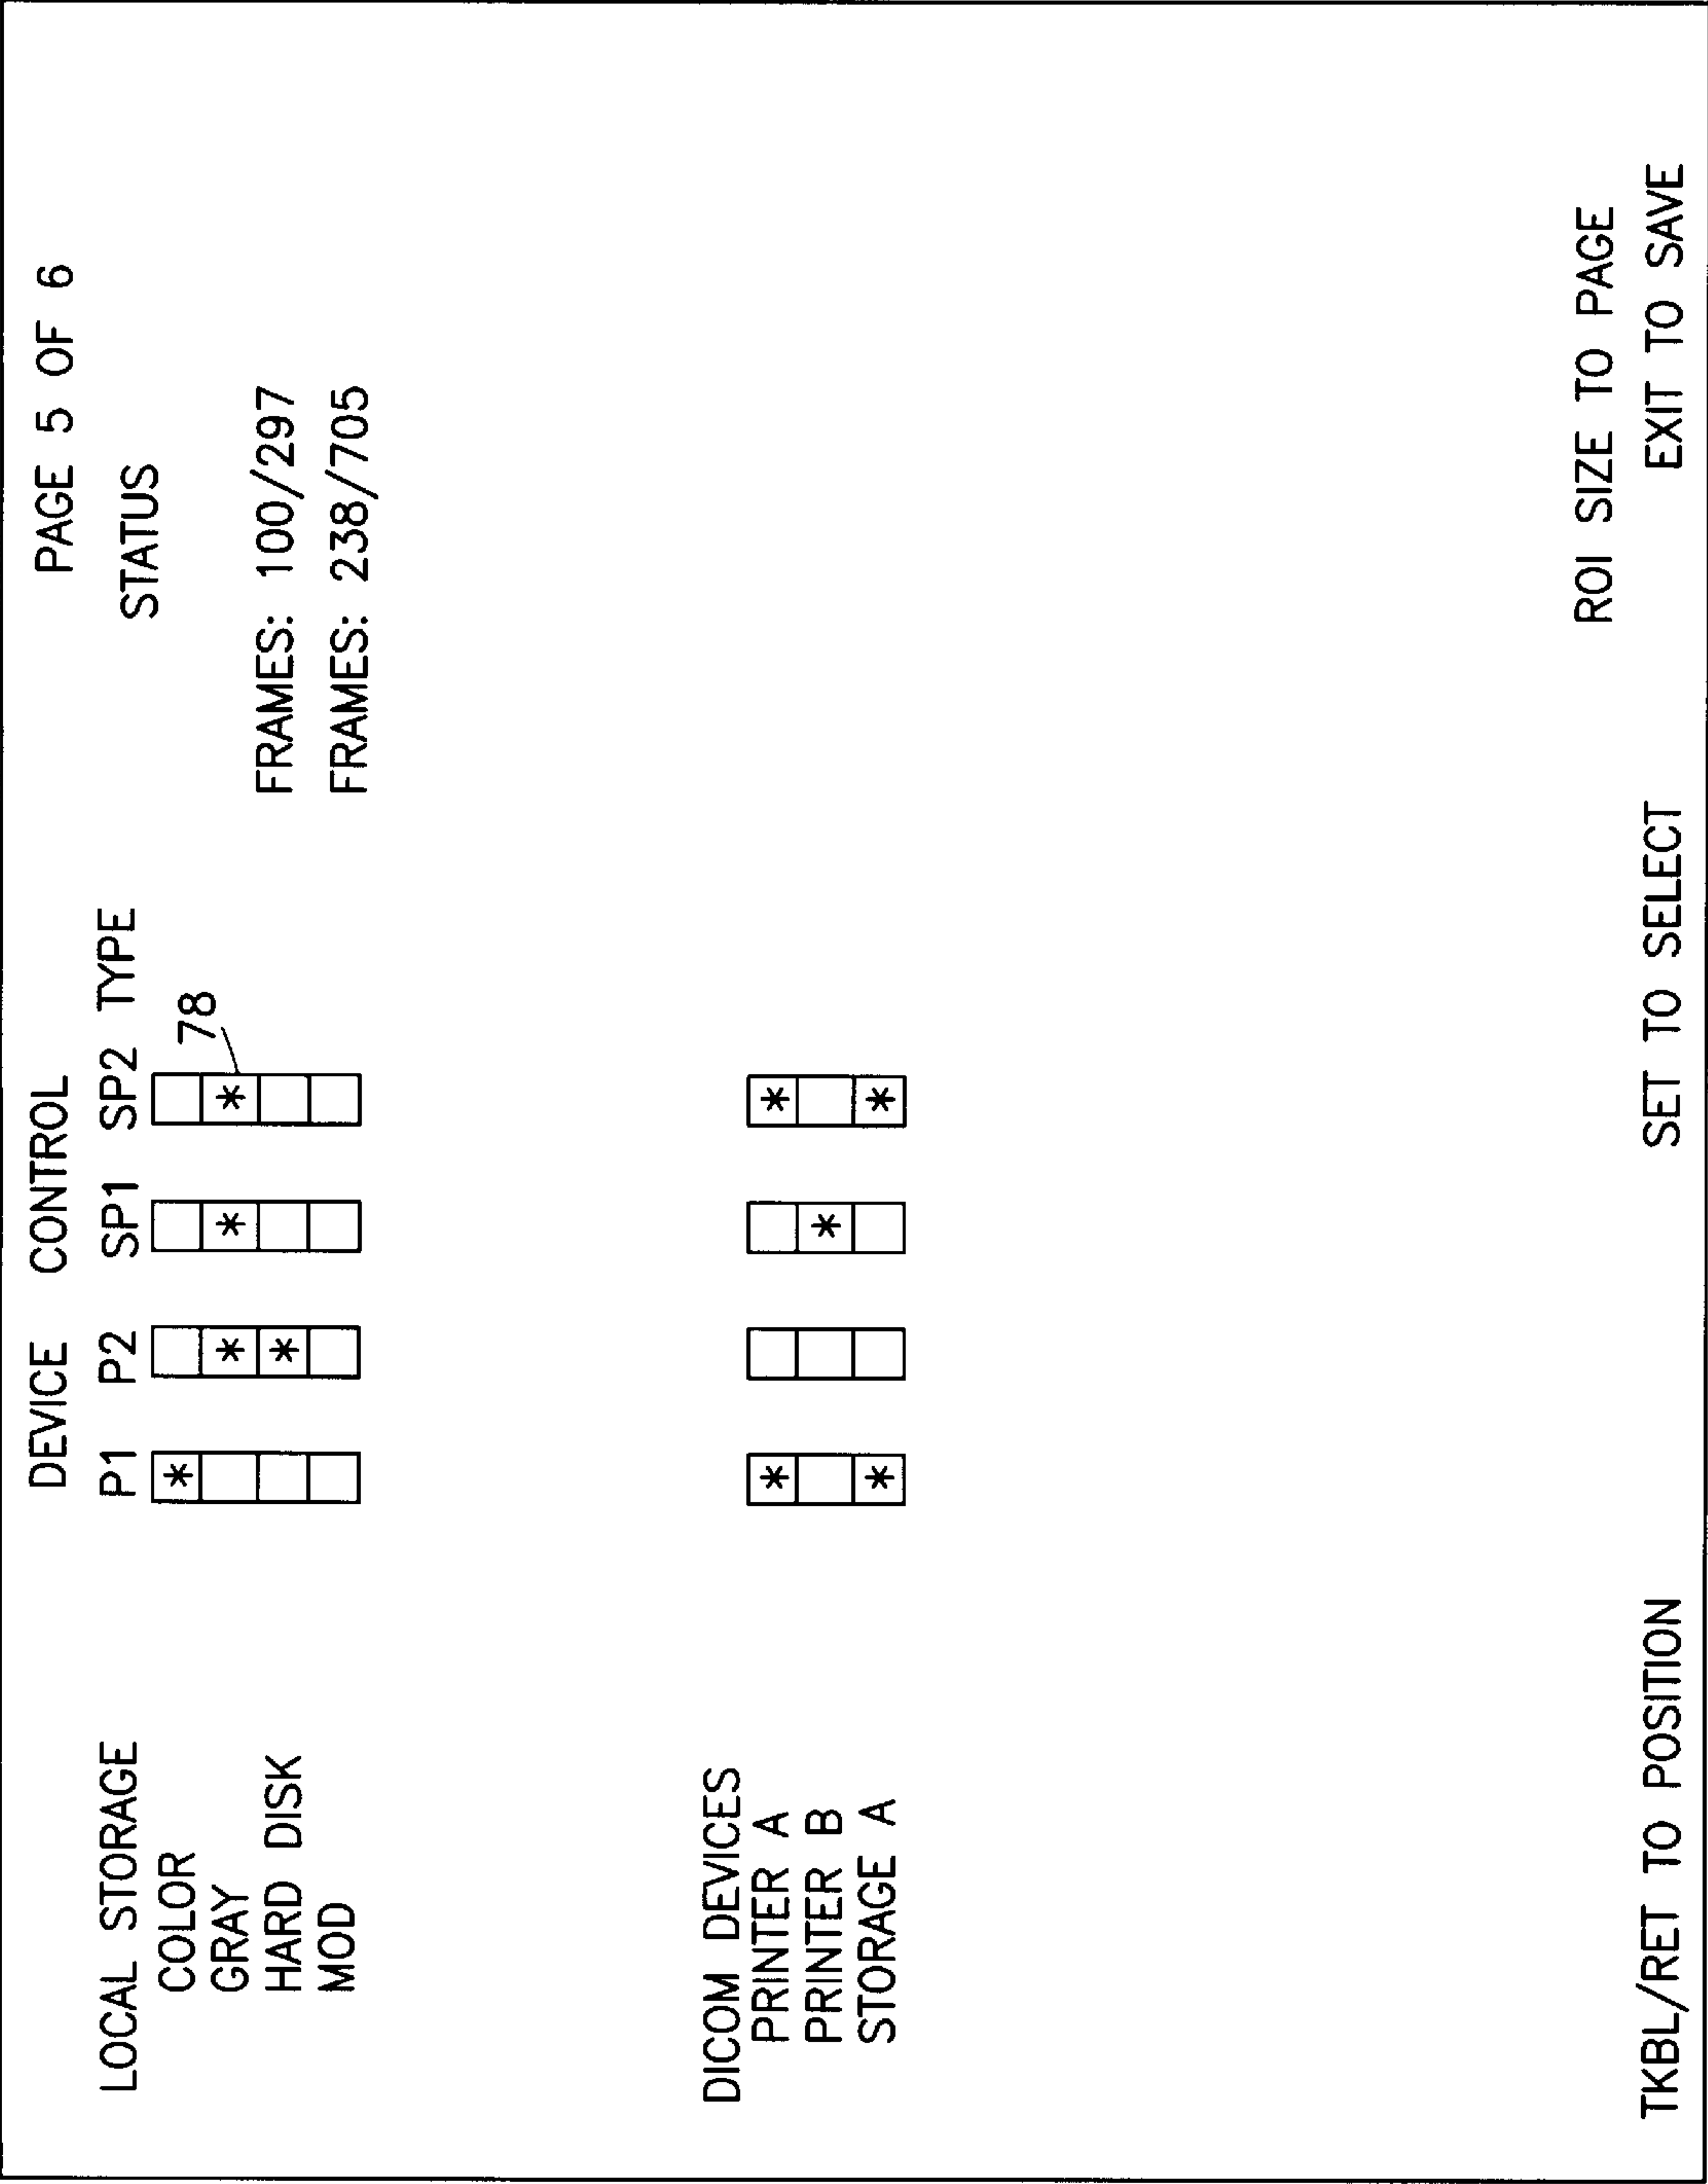 DEVICE CONTROL PAGE 5 OF 6
LOCAL STORAGE P1 P2 SP1 SP2 TYPE STATUS
COLOR *
GRAY * * * 78
HARD DISK * FRAMES: 100/297
MOD FRAMES: 238/705
DICOM DEVICES
PRINTER A * *
PRINTER B *
STORAGE A * *
ROI SIZE TO PAGE
TKBL/RET TO POSITION SET TO SELECT EXIT TO SAVE